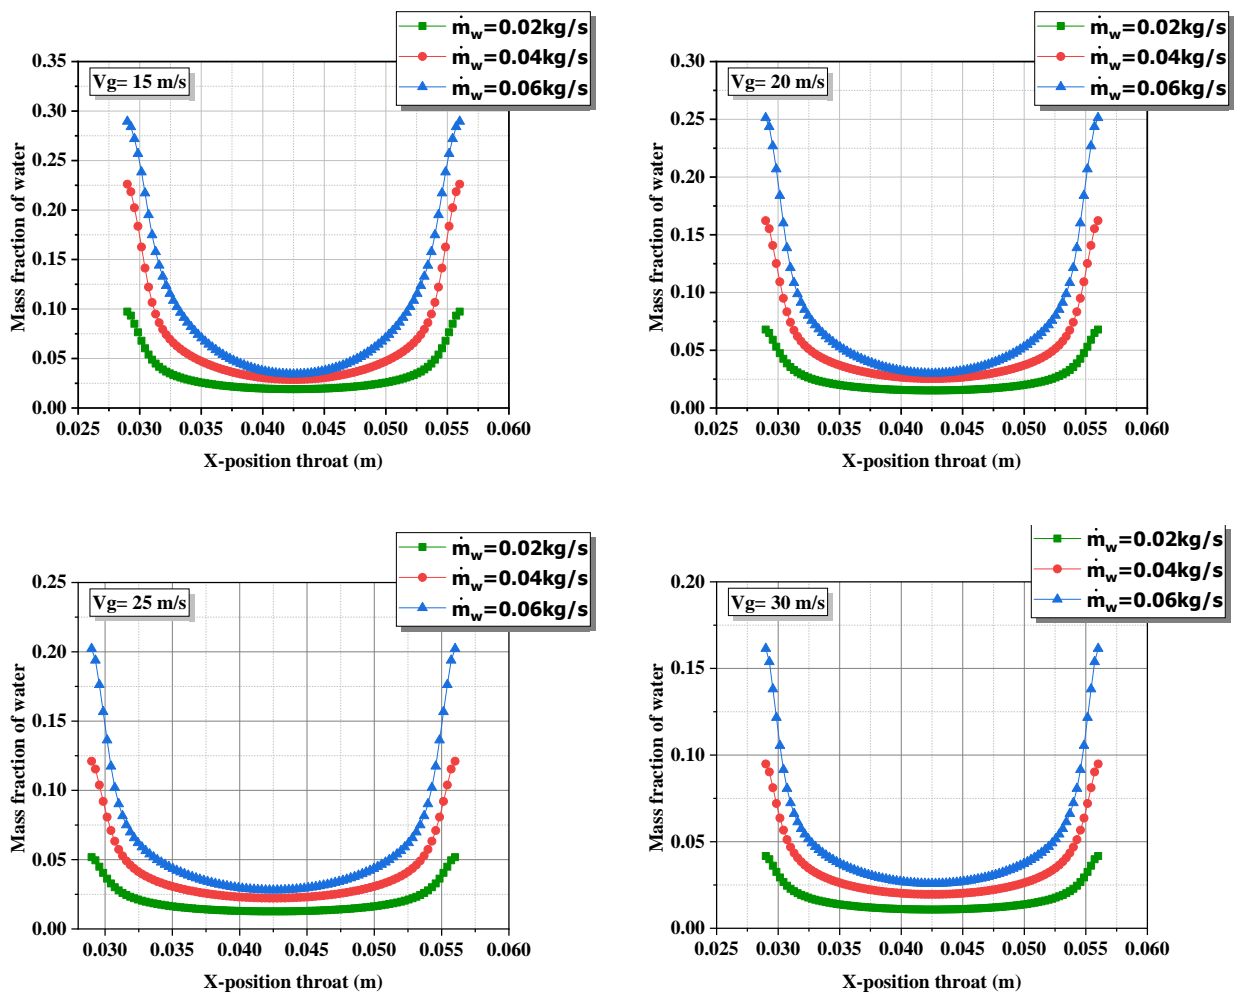 ṁw=0.02kg/s
ṁw=0.04kg/s
ṁw=0.06kg/s
Vg= 15 m/s
0.35
0.30
0.25
0.20
0.15
0.10
0.05
0.00
Mass fraction of water
0.025 0.030 0.035 0.040 0.045 0.050 0.055 0.060
X-position throat (m)
ṁw=0.02kg/s
ṁw=0.04kg/s
ṁw=0.06kg/s
Vg= 20 m/s
0.30
0.25
0.20
0.15
0.10
0.05
0.00
Mass fraction of water
0.025 0.030 0.035 0.040 0.045 0.050 0.055 0.060
X-position throat (m)
ṁw=0.02kg/s
ṁw=0.04kg/s
ṁw=0.06kg/s
Vg= 25 m/s
0.25
0.20
0.15
0.10
0.05
0.00
Mass fraction of water
0.030 0.035 0.040 0.045 0.050 0.055 0.060
X-position throat (m)
ṁw=0.02kg/s
ṁw=0.04kg/s
ṁw=0.06kg/s
Vg= 30 m/s
0.20
0.15
0.10
0.05
0.00
Mass fraction of water
0.025 0.030 0.035 0.040 0.045 0.050 0.055 0.060
X-position throat (m)